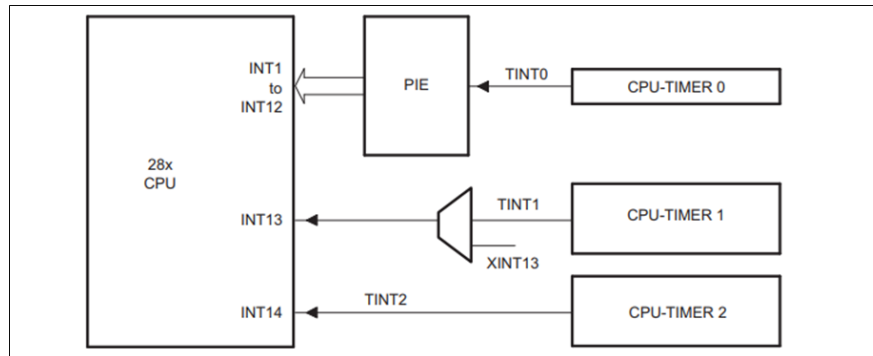 INT1
to
INT12
PIE
TINT0
CPU-TIMER 0
28x
CPU
INT13
TINT1
CPU-TIMER 1
XINT13
INT14
TINT2
CPU-TIMER 2